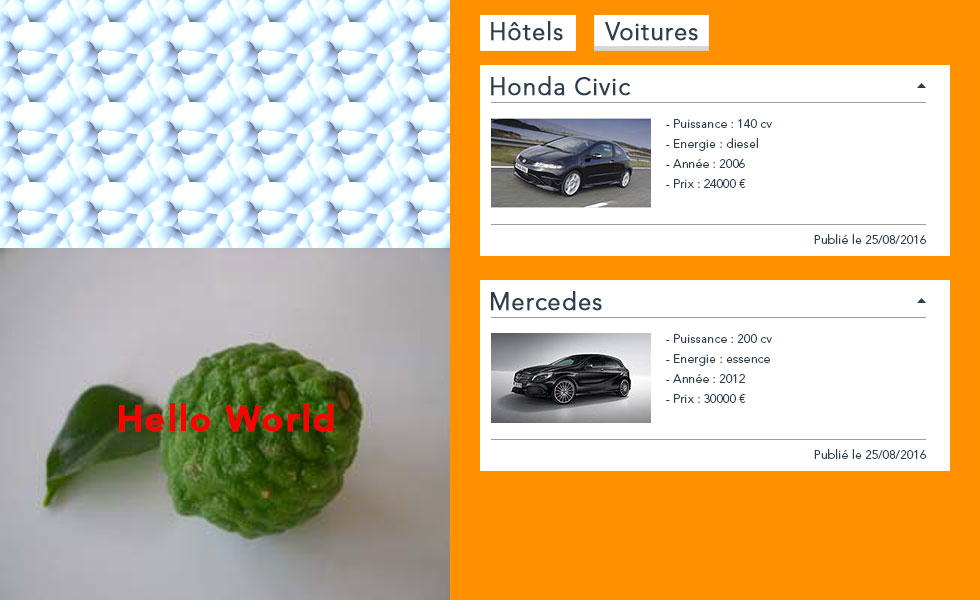 Hôtels
Voitures
Honda Civic
- Puissance : 140 cv
- Energie : diesel
- Année : 2006
- Prix : 24000 €
Publié le 25/08/2016
Mercedes
- Puissance : 200 cv
- Energie : essence
- Année : 2012
- Prix : 30000 €
Publié le 25/08/2016
Hello World